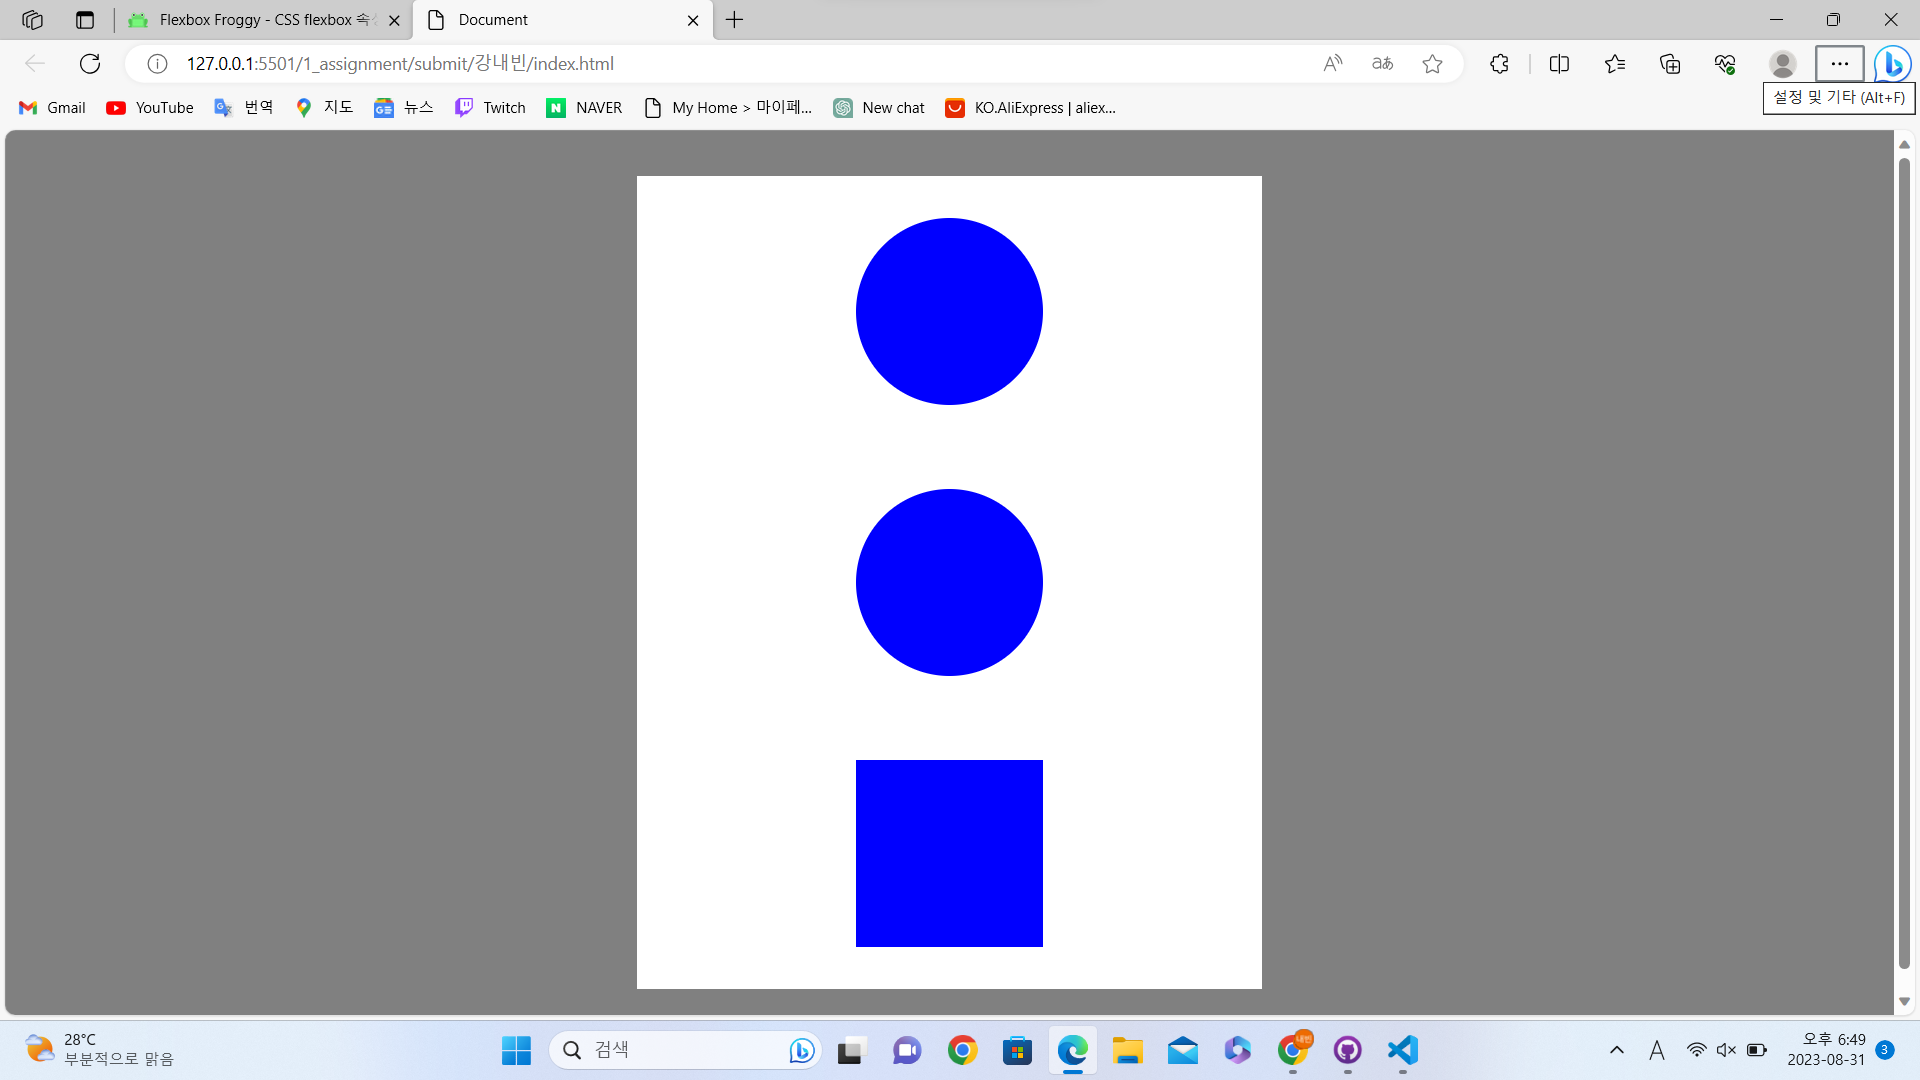 Flexbox Froggy - CSS flexbox 속성
Document
127.0.0.1:5501/1_assignment/submit/강내빈/index.html
Gmail
YouTube
번역
지도
뉴스
Twitch
NAVER
My Home > 마이페...
New chat
KO.AliExpress | aliex...
설정 및 기타 (Alt+F)
28°C
부분적으로 맑음
검색
내빈
A
오후 6:49
2023-08-31
3